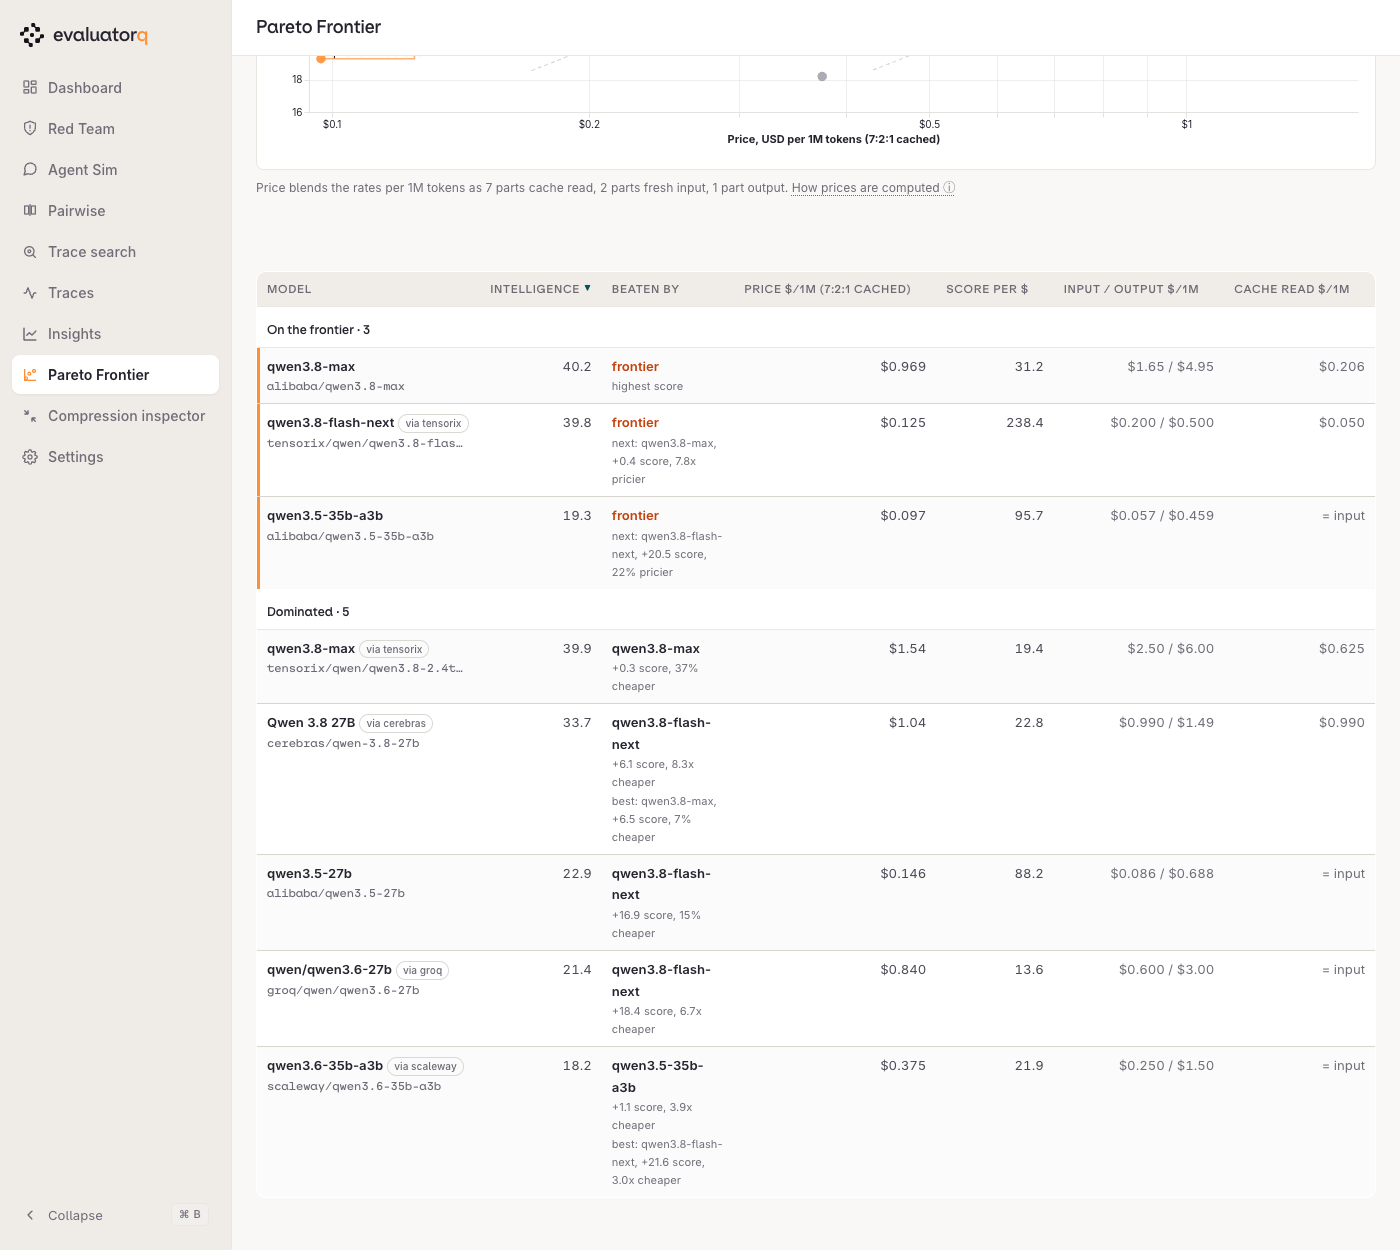 evaluatorq
Dashboard
Red Team
Agent Sim
Pairwise
Trace search
Traces
Insights
Pareto Frontier
Compression inspector
Settings
Collapse
⌘ B
Pareto Frontier
18
16
$0.1
$0.2
$0.5
$1
Price, USD per 1M tokens (7:2:1 cached)
Price blends the rates per 1M tokens as 7 parts cache read, 2 parts fresh input, 1 part output. How prices are computed ⓘ
MODEL INTELLIGENCE ▼ BEATEN BY PRICE $/1M (7:2:1 CACHED) SCORE PER $ INPUT / OUTPUT $/1M CACHE READ $/1M
On the frontier · 3
qwen3.8-max 40.2 frontier $0.969 31.2 $1.65 / $4.95 $0.206
alibaba/qwen3.8-max highest score
qwen3.8-flash-next via tensorix 39.8 frontier $0.125 238.4 $0.200 / $0.500 $0.050
tensorix/qwen/qwen3.8-flas… next: qwen3.8-max,
+0.4 score, 7.8x
pricier
qwen3.5-35b-a3b 19.3 frontier $0.097 95.7 $0.057 / $0.459 = input
alibaba/qwen3.5-35b-a3b next: qwen3.8-flash-
next, +20.5 score,
22% pricier
Dominated · 5
qwen3.8-max via tensorix 39.9 qwen3.8-max $1.54 19.4 $2.50 / $6.00 $0.625
tensorix/qwen/qwen3.8-2.4t… +0.3 score, 37%
cheaper
Qwen 3.8 27B via cerebras 33.7 qwen3.8-flash- $1.04 22.8 $0.990 / $1.49 $0.990
cerebras/qwen-3.8-27b next
+6.1 score, 8.3x
cheaper
best: qwen3.8-max,
+6.5 score, 7%
cheaper
qwen3.5-27b 22.9 qwen3.8-flash- $0.146 88.2 $0.086 / $0.688 = input
alibaba/qwen3.5-27b next
+16.9 score, 15%
cheaper
qwen/qwen3.6-27b via groq 21.4 qwen3.8-flash- $0.840 13.6 $0.600 / $3.00 = input
groq/qwen/qwen3.6-27b next
+18.4 score, 6.7x
cheaper
qwen3.6-35b-a3b via scaleway 18.2 qwen3.5-35b- $0.375 21.9 $0.250 / $1.50 = input
scaleway/qwen3.6-35b-a3b a3b
+1.1 score, 3.9x
cheaper
best: qwen3.8-flash-
next, +21.6 score,
3.0x cheaper